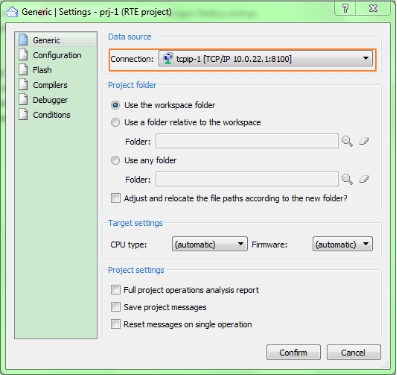 Generic | Settings - prj-1 (RTE project)
Generic
Configuration
Flash
Compilers
Debugger
Conditions
Data source
Connection: tcpip-1 [TCP/IP 10.0.22.1:8100]
Project folder
Use the workspace folder
Use a folder relative to the workspace
Folder:
Use any folder
Folder:
Adjust and relocate the file paths according to the new folder?
Target settings
CPU type: (automatic) Firmware: (automatic)
Project settings
Full project operations analysis report
Save project messages
Reset messages on single operation
Confirm Cancel